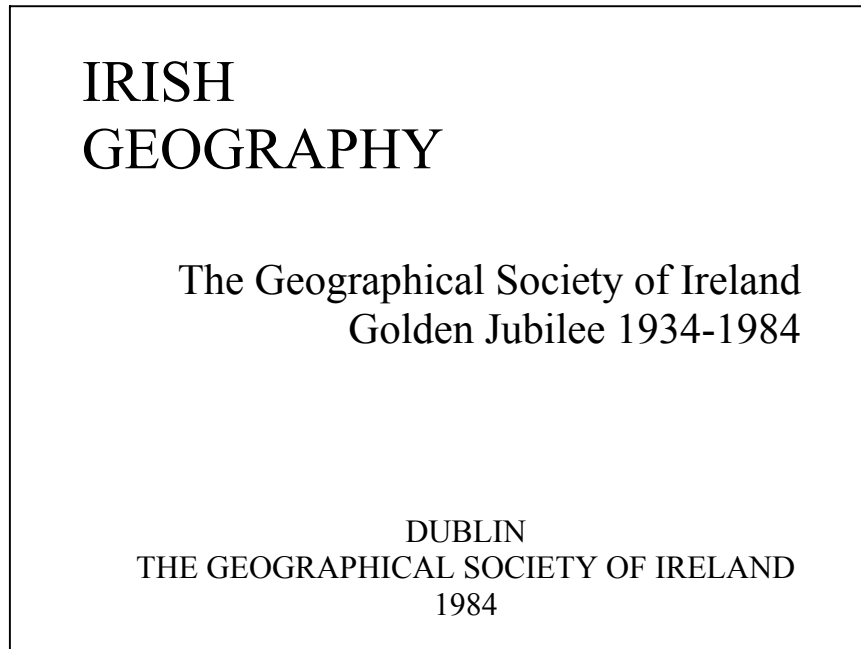 IRISH
GEOGRAPHY
The Geographical Society of Ireland
Golden Jubilee 1934-1984
DUBLIN
THE GEOGRAPHICAL SOCIETY OF IRELAND
1984